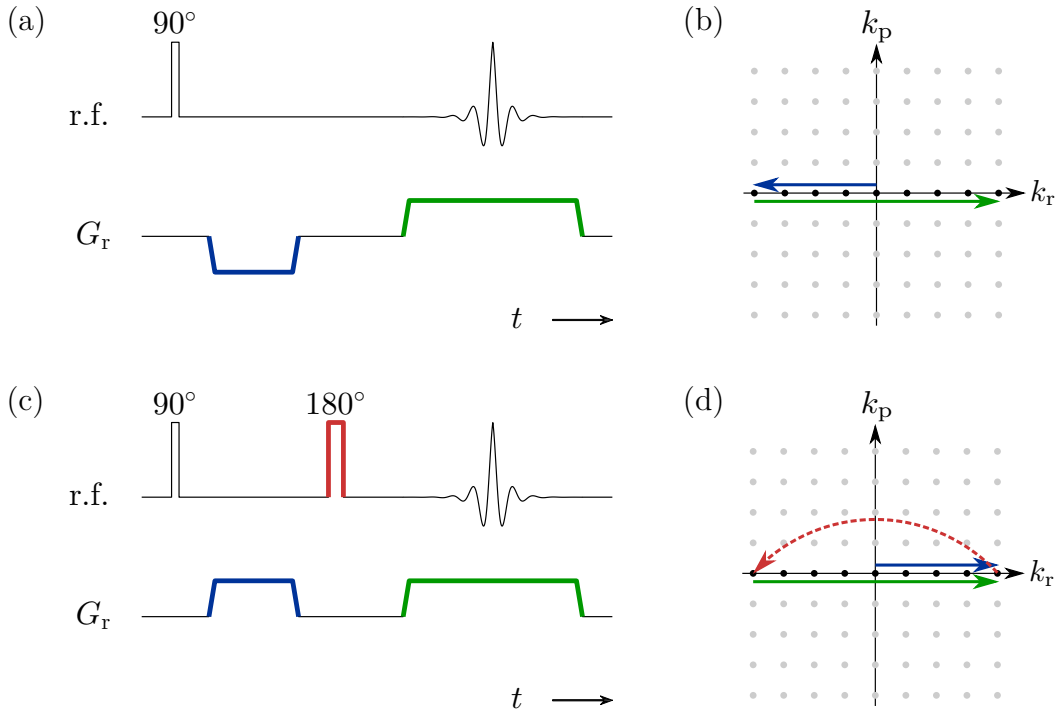 (a)
90°
r.f.
G_r
t
(b)
k_p
k_r
(c)
90° 180°
r.f.
G_r
t
(d)
k_p
k_r